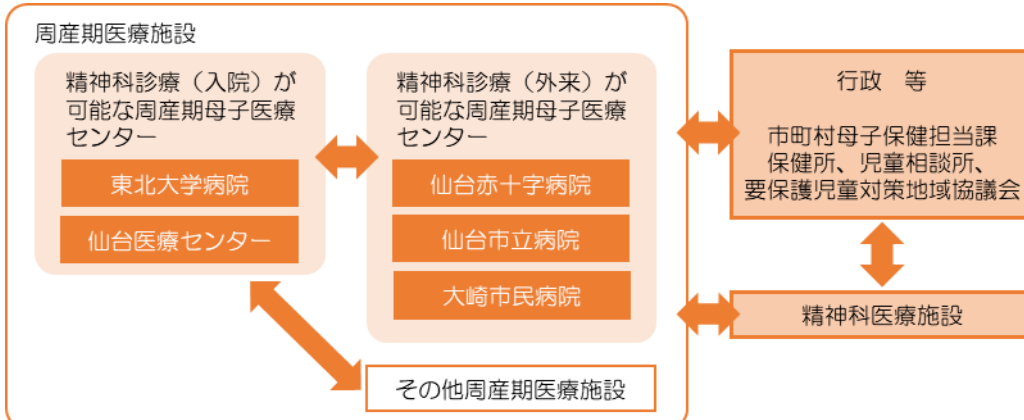 周産期医療施設
精神科診療（入院）が
可能な周産期母子医療
センター
東北大学病院
仙台医療センター
精神科診療（外来）が
可能な周産期母子医療
センター
仙台赤十字病院
仙台市立病院
大崎市民病院
その他周産期医療施設
行政　等
市町村母子保健担当課
保健所、児童相談所、
要保護児童対策地域協議会
精神科医療施設